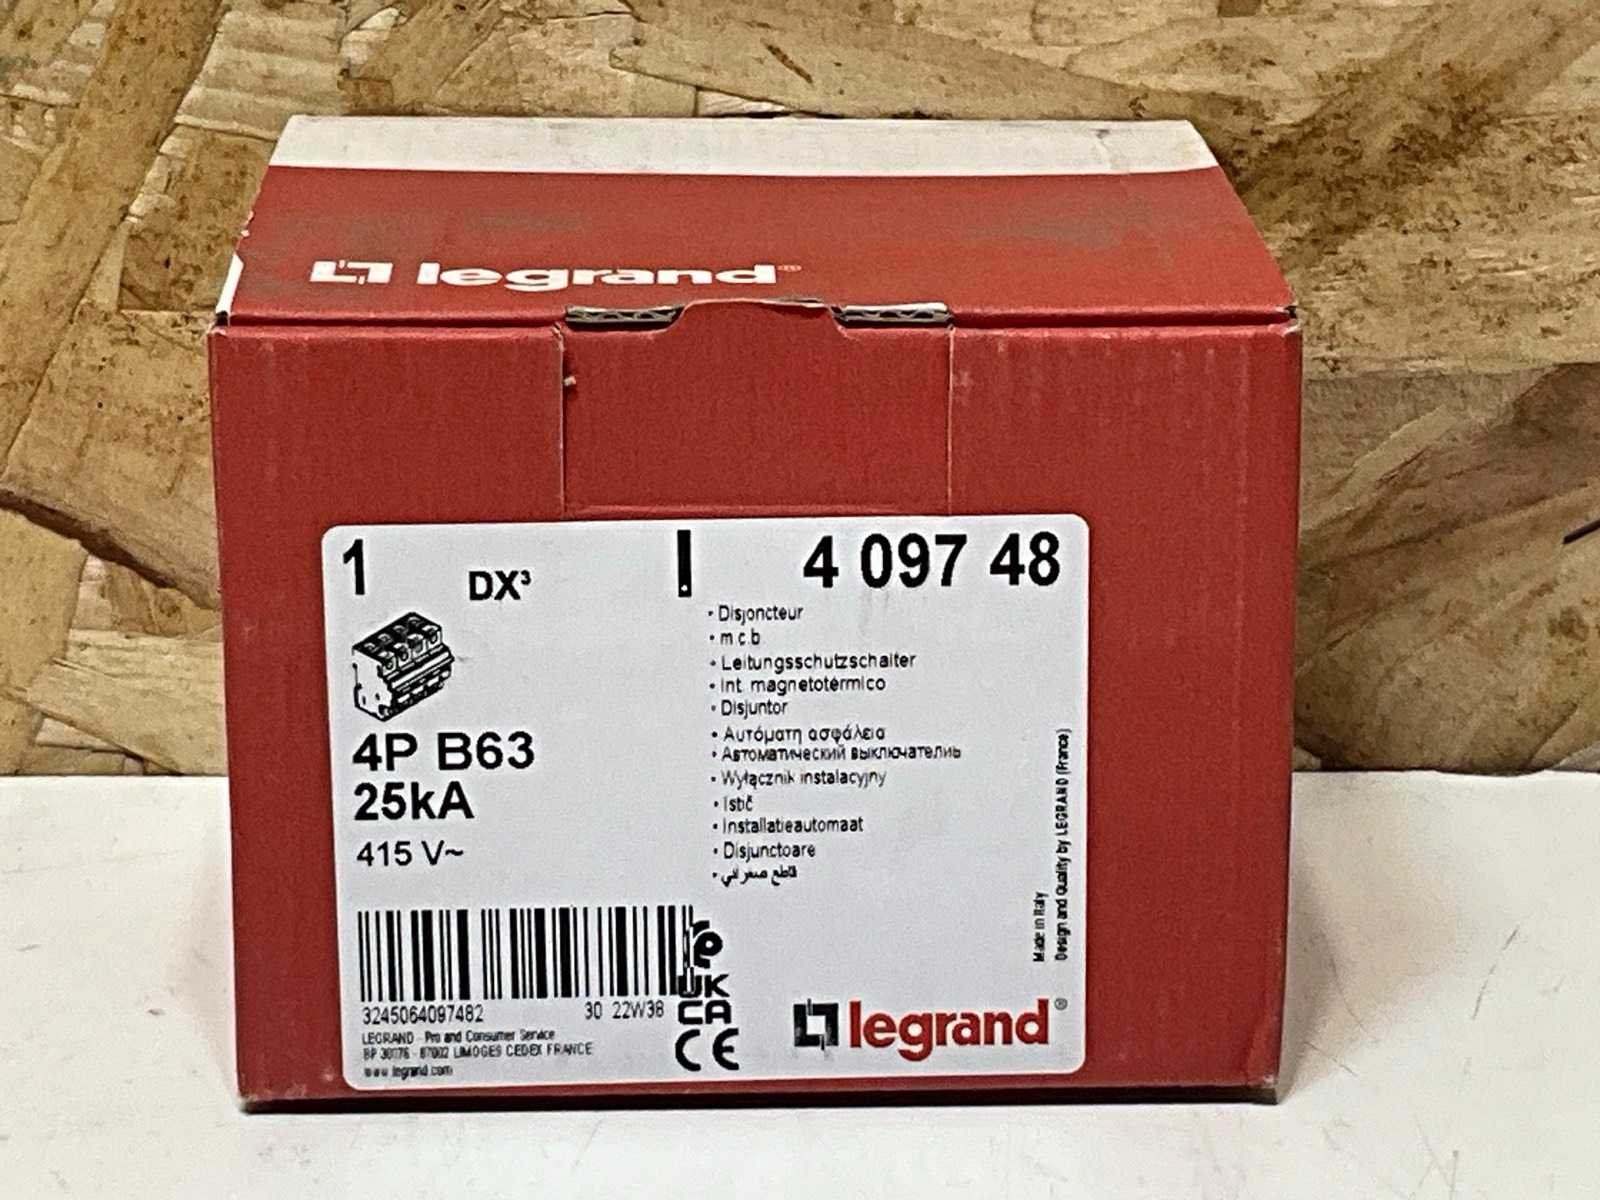 legrand®
1
DX³
4 097 48
• Disjoncteur
• m.c.b
• Leitungsschutzschalter
• Int. magnetotérmico
• Disjuntor
• Αυτόματη ασφάλεια
• Автоматический выключатель
• Wyłącznik instalacyjny
• Istič
• Installatieautomaat
• Disjunctoare
• قاطع صغراني
4P B63
25kA
415 V~
Made in Italy
Design and Quality by LEGRAND (France)
3245064097482
30 22W38
UK
CA
CE
LEGRAND - Pro and Consumer Service
BP 30076 - 87002 LIMOGES CEDEX FRANCE
www.legrand.com
legrand®